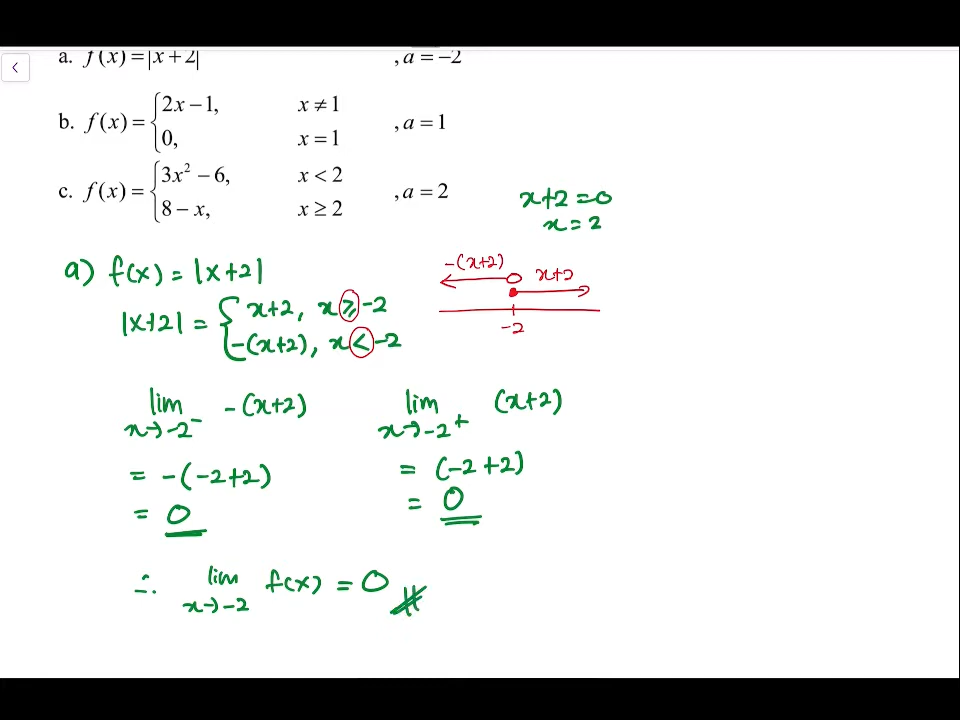 a. f(x) = |x + 2| , a = −2
b. f(x) = { 2x − 1, x ≠ 1
0, x = 1 , a = 1
c. f(x) = { 3x² − 6, x < 2
8 − x, x ≥ 2 , a = 2
x+2 = 0
x = 2
a) f(x) = |x+2|
|x+2| = { x+2, x ≥ -2
-(x+2), x < -2
-(x+2) x+2
-2
lim x→-2⁻ -(x+2)
= -(-2+2)
= 0
lim x→-2⁺ (x+2)
= (-2+2)
= 0
∴ lim x→-2 f(x) = 0